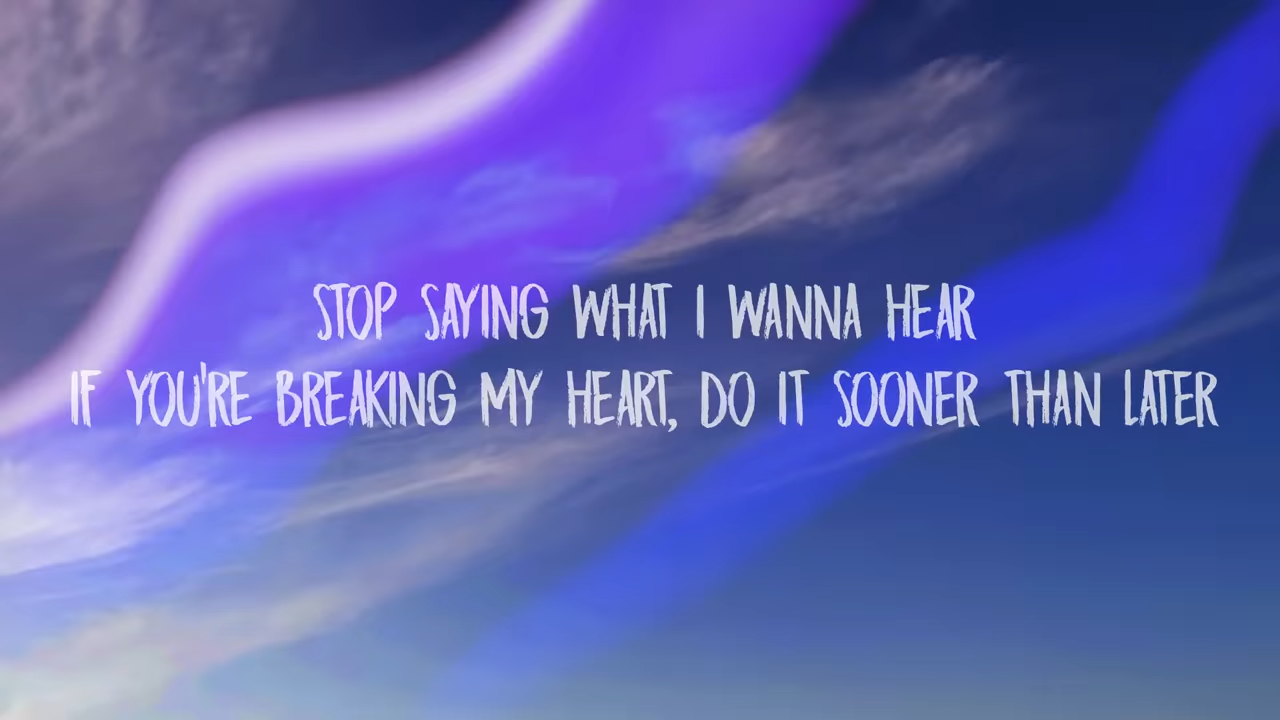 STOP SAYING WHAT I WANNA HEAR
IF YOU'RE BREAKING MY HEART, DO IT SOONER THAN LATER